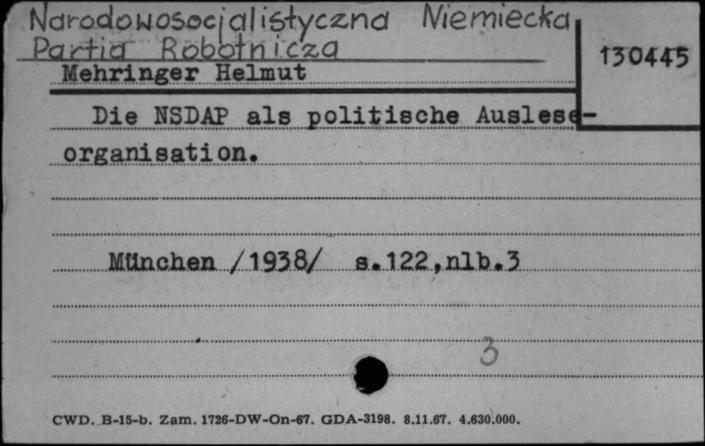 Narodowosocjalistyczna Niemiecka
Partia Robotnicza
130445
Mehringer Helmut
Die NSDAP als politische Auslese-
organisation.
München /1938/ s.122,nlb.3
3
CWD. B-15-b. Zam. 1726-DW-On-67. GDA-3198. 8.11.67. 4.630.000.